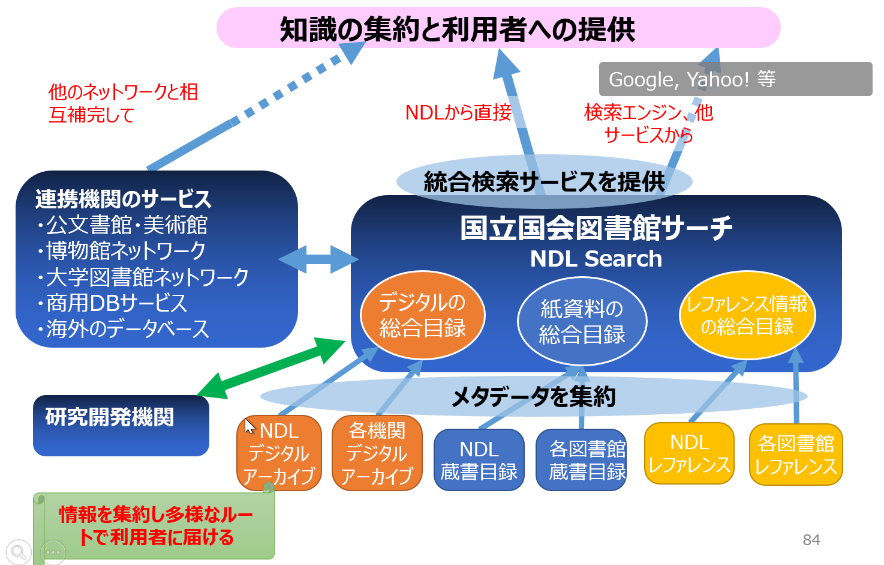 知識の集約と利用者への提供
Google, Yahoo! 等
他のネットワークと相
互補完して
NDLから直接
検索エンジン、他
サービスから
統合検索サービスを提供
連携機関のサービス
・公文書館・美術館
・博物館ネットワーク
・大学図書館ネットワーク
・商用DBサービス
・海外のデータベース
国立国会図書館サーチ
NDL Search
デジタルの
総合目録
紙資料の
総合目録
レファレンス情報
の総合目録
メタデータを集約
研究開発機関
NDL
デジタル
アーカイブ
各機関
デジタル
アーカイブ
NDL
蔵書目録
各図書館
蔵書目録
NDL
レファレンス
各図書館
レファレンス
情報を集約し多様なルー
トで利用者に届ける
84